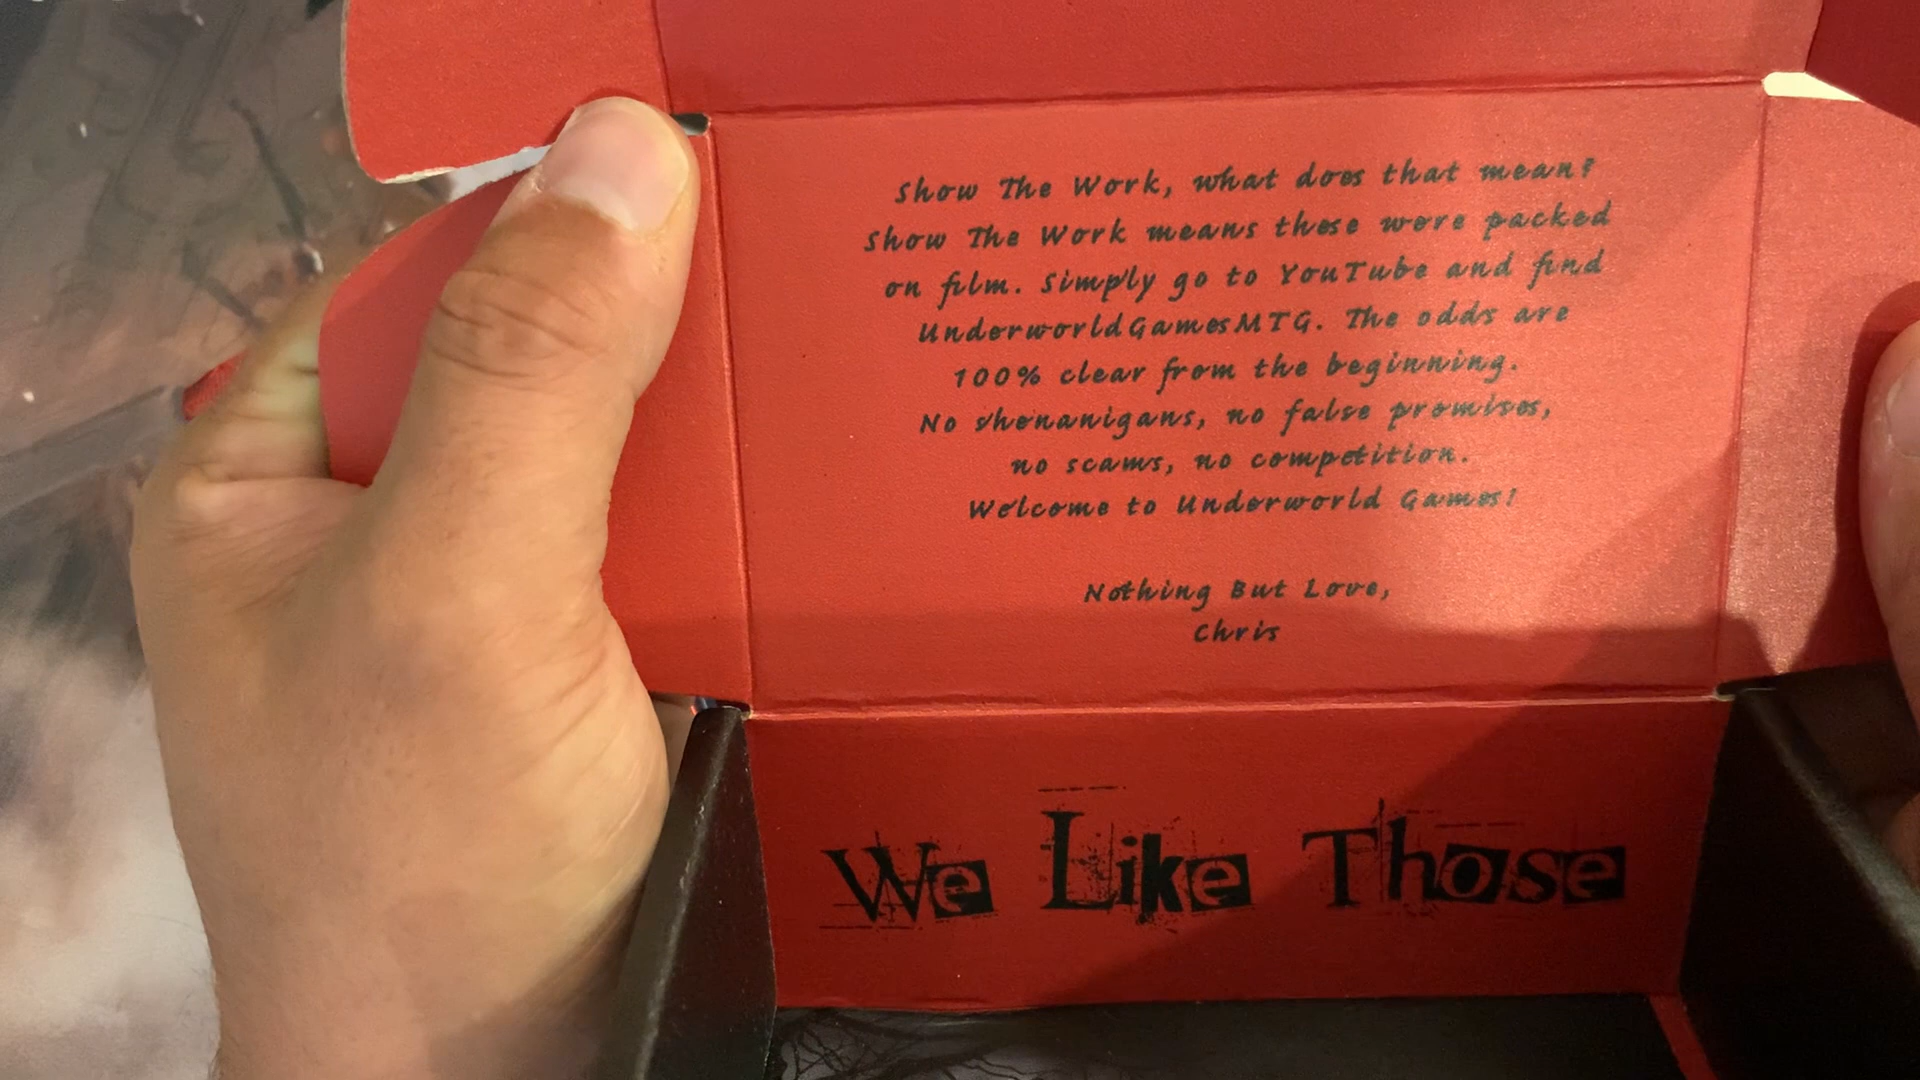 Show The Work, what does that mean?
Show The Work means these were packed
on film. Simply go to YouTube and find
UnderworldGamesMTG. The odds are
100% clear from the beginning.
No shenanigans, no false promises,
no scams, no competition.
Welcome to Underworld Games!
Nothing But Love,
Chris
We Like Those